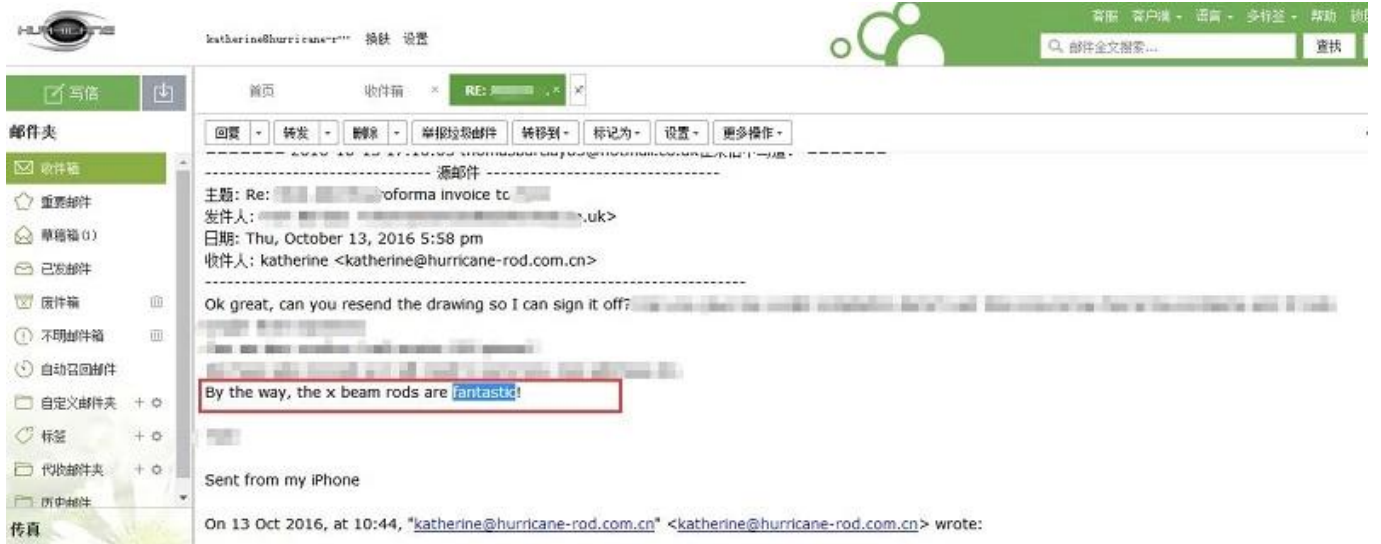 HURRICANE
客服 客户端 语言 多标签 帮助
katherine@hurricane-r... 换肤 设置
邮件全文搜索... 查找
写信
首页 收件箱 RE:
邮件夹
回复 转发 删除 举报垃圾邮件 转移到 标记为 设置 更多操作
收件箱
重要邮件
草稿箱(1)
已发邮件
废件箱
不明邮件箱
自动召回邮件
自定义邮件夹
标签
代收邮件夹
历史邮件
传真
------------------------------ 源邮件 --------------------------------
主题: Re: roforma invoice to
发件人: .uk>
日期: Thu, October 13, 2016 5:58 pm
收件人: katherine <katherine@hurricane-rod.com.cn>
Ok great, can you resend the drawing so I can sign it off?
By the way, the x beam rods are fantastic!
Sent from my iPhone
On 13 Oct 2016, at 10:44, "katherine@hurricane-rod.com.cn" <katherine@hurricane-rod.com.cn> wrote: